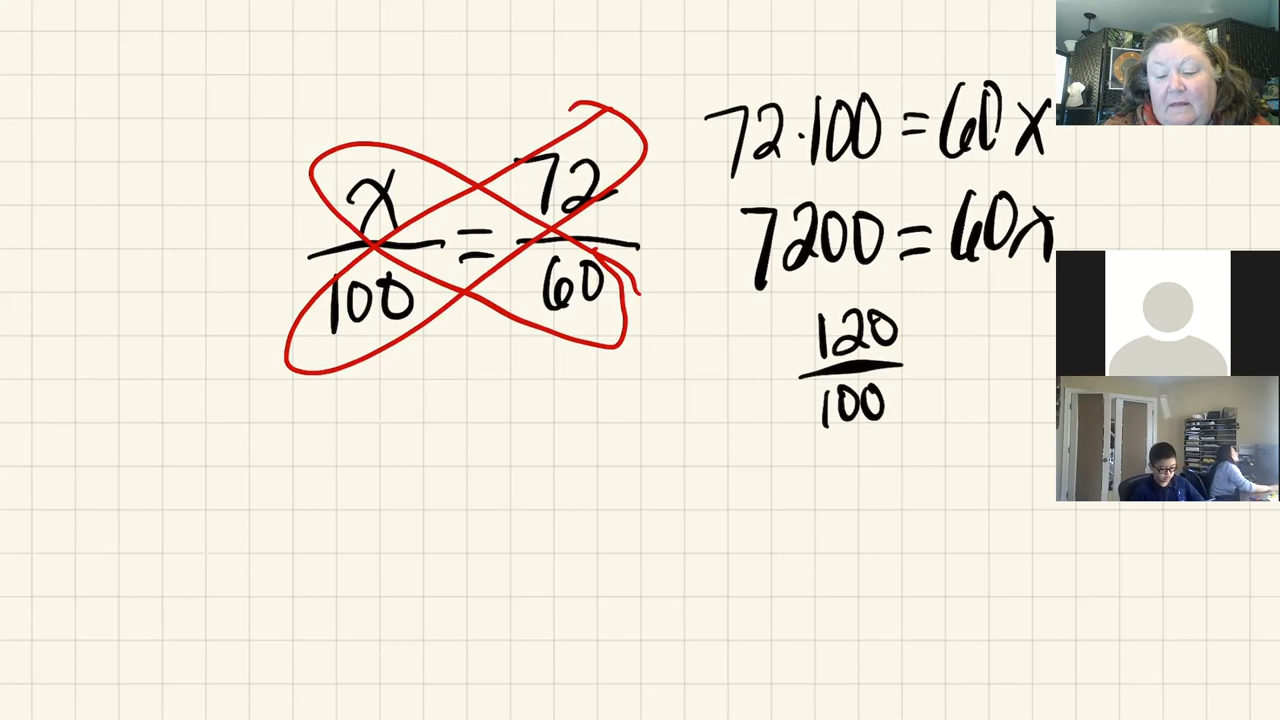 x/100 = 72/60
72·100 = 60x
7200 = 60x
120/100